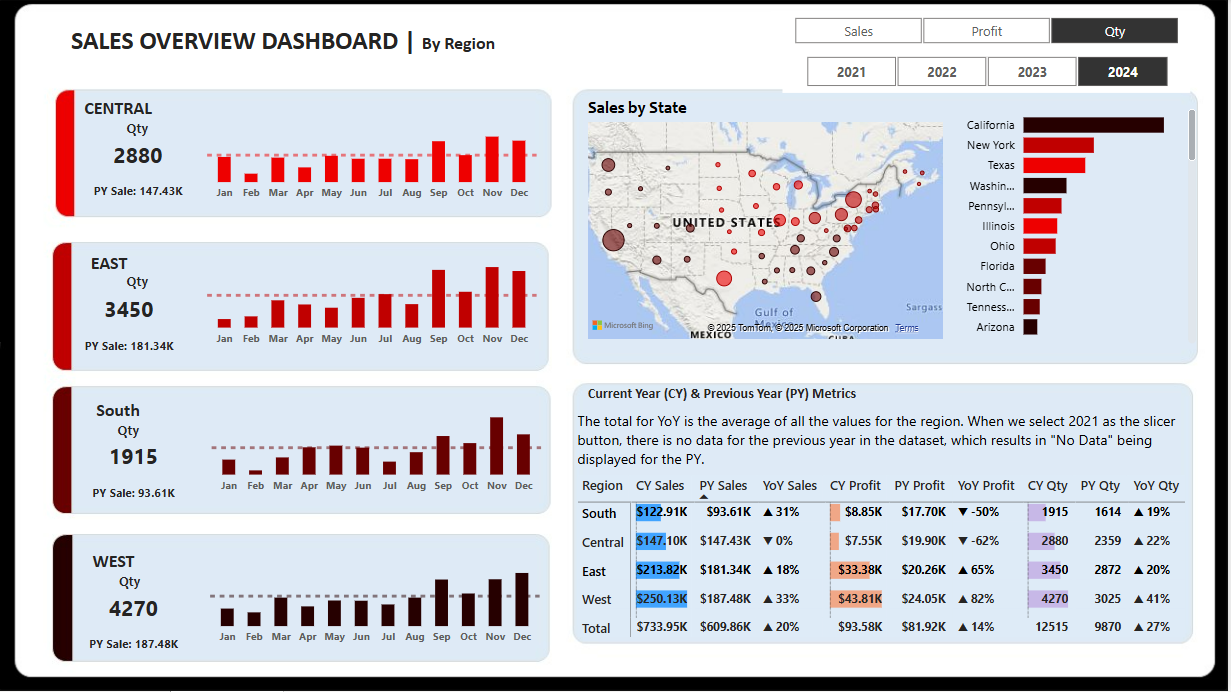 SALES OVERVIEW DASHBOARD | By Region
Sales Profit Qty
2021 2022 2023 2024
CENTRAL
Qty
2880
PY Sale: 147.43K
Jan Feb Mar Apr May Jun Jul Aug Sep Oct Nov Dec
EAST
Qty
3450
PY Sale: 181.34K
Jan Feb Mar Apr May Jun Jul Aug Sep Oct Nov Dec
South
Qty
1915
PY Sale: 93.61K
Jan Feb Mar Apr May Jun Jul Aug Sep Oct Nov Dec
WEST
Qty
4270
PY Sale: 187.48K
Jan Feb Mar Apr May Jun Jul Aug Sep Oct Nov Dec
Sales by State
UNITED STATES
Gulf of
Sargass
Microsoft Bing
© 2025 TomTom, © 2025 Microsoft Corporation Terms
MEXICO
CUBA
California
New York
Texas
Washin...
Pennsyl...
Illinois
Ohio
Florida
North C...
Tenness...
Arizona
Current Year (CY) & Previous Year (PY) Metrics
The total for YoY is the average of all the values for the region. When we select 2021 as the slicer
button, there is no data for the previous year in the dataset, which results in "No Data" being
displayed for the PY.
Region CY Sales PY Sales YoY Sales CY Profit PY Profit YoY Profit CY Qty PY Qty YoY Qty
South $122.91K $93.61K ▲ 31% $8.85K $17.70K ▼ -50% 1915 1614 ▲ 19%
Central $147.10K $147.43K ▼ 0% $7.55K $19.90K ▼ -62% 2880 2359 ▲ 22%
East $213.82K $181.34K ▲ 18% $33.38K $20.26K ▲ 65% 3450 2872 ▲ 20%
West $250.13K $187.48K ▲ 33% $43.81K $24.05K ▲ 82% 4270 3025 ▲ 41%
Total $733.95K $609.86K ▲ 20% $93.58K $81.92K ▲ 14% 12515 9870 ▲ 27%